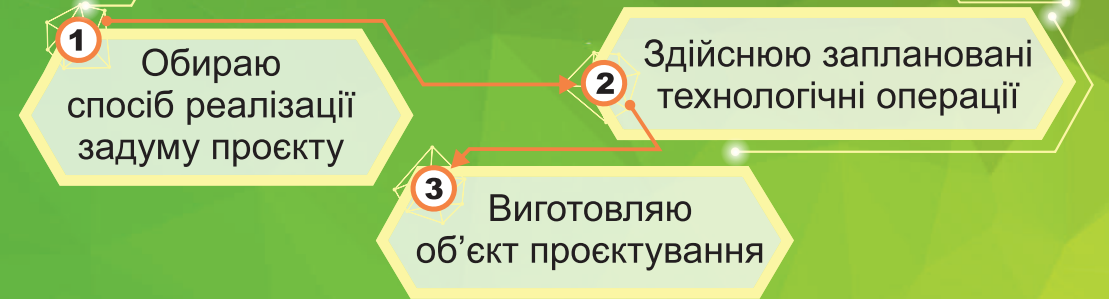 1
Обираю
спосіб реалізації
задуму проєкту
2
Здійснюю заплановані
технологічні операції
3
Виготовляю
об’єкт проєктування